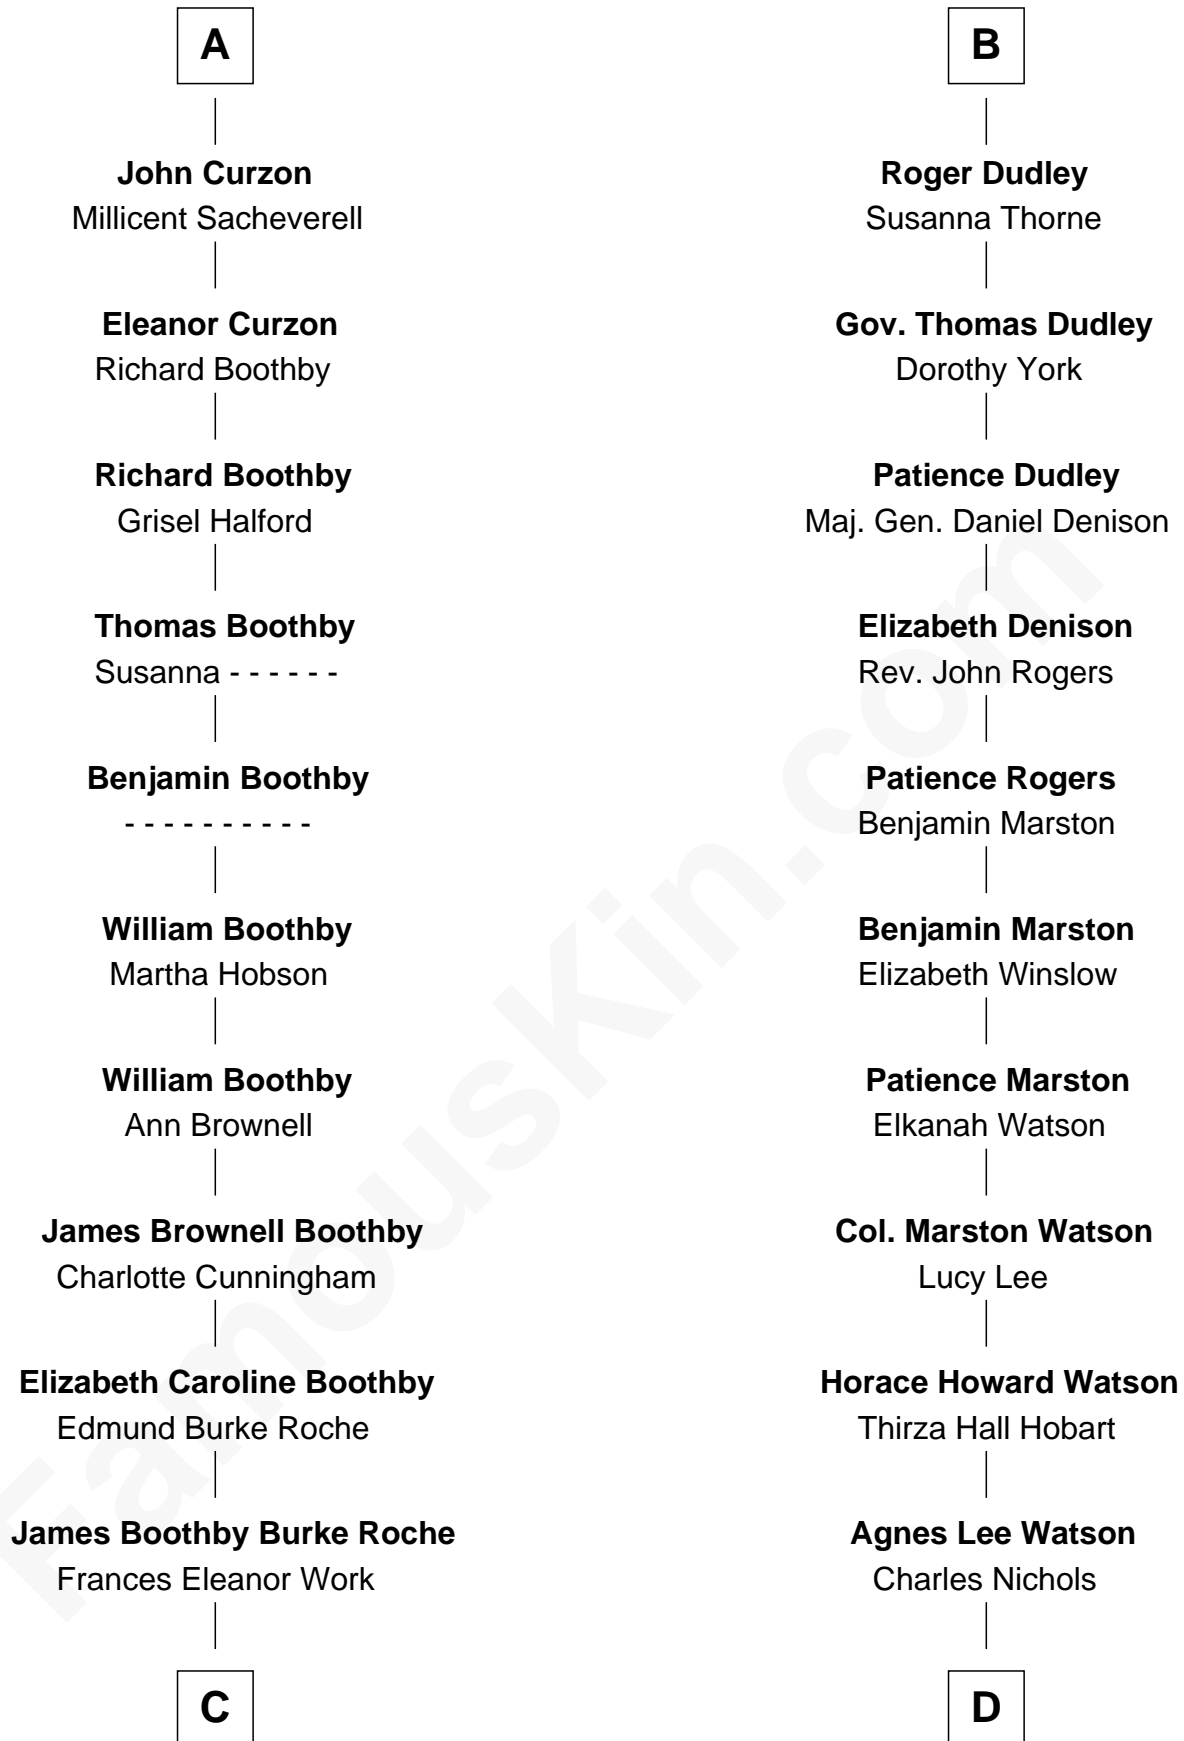 A
John Curzon
Millicent Sacheverell
Eleanor Curzon
Richard Boothby
Richard Boothby
Grisel Halford
Thomas Boothby
Susanna - - - - - -
Benjamin Boothby
- - - - - - - - - -
William Boothby
Martha Hobson
William Boothby
Ann Brownell
James Brownell Boothby
Charlotte Cunningham
Elizabeth Caroline Boothby
Edmund Burke Roche
James Boothby Burke Roche
Frances Eleanor Work
C
B
Roger Dudley
Susanna Thorne
Gov. Thomas Dudley
Dorothy York
Patience Dudley
Maj. Gen. Daniel Denison
Elizabeth Denison
Rev. John Rogers
Patience Rogers
Benjamin Marston
Benjamin Marston
Elizabeth Winslow
Patience Marston
Elkanah Watson
Col. Marston Watson
Lucy Lee
Horace Howard Watson
Thirza Hall Hobart
Agnes Lee Watson
Charles Nichols
D
FamousKin.com